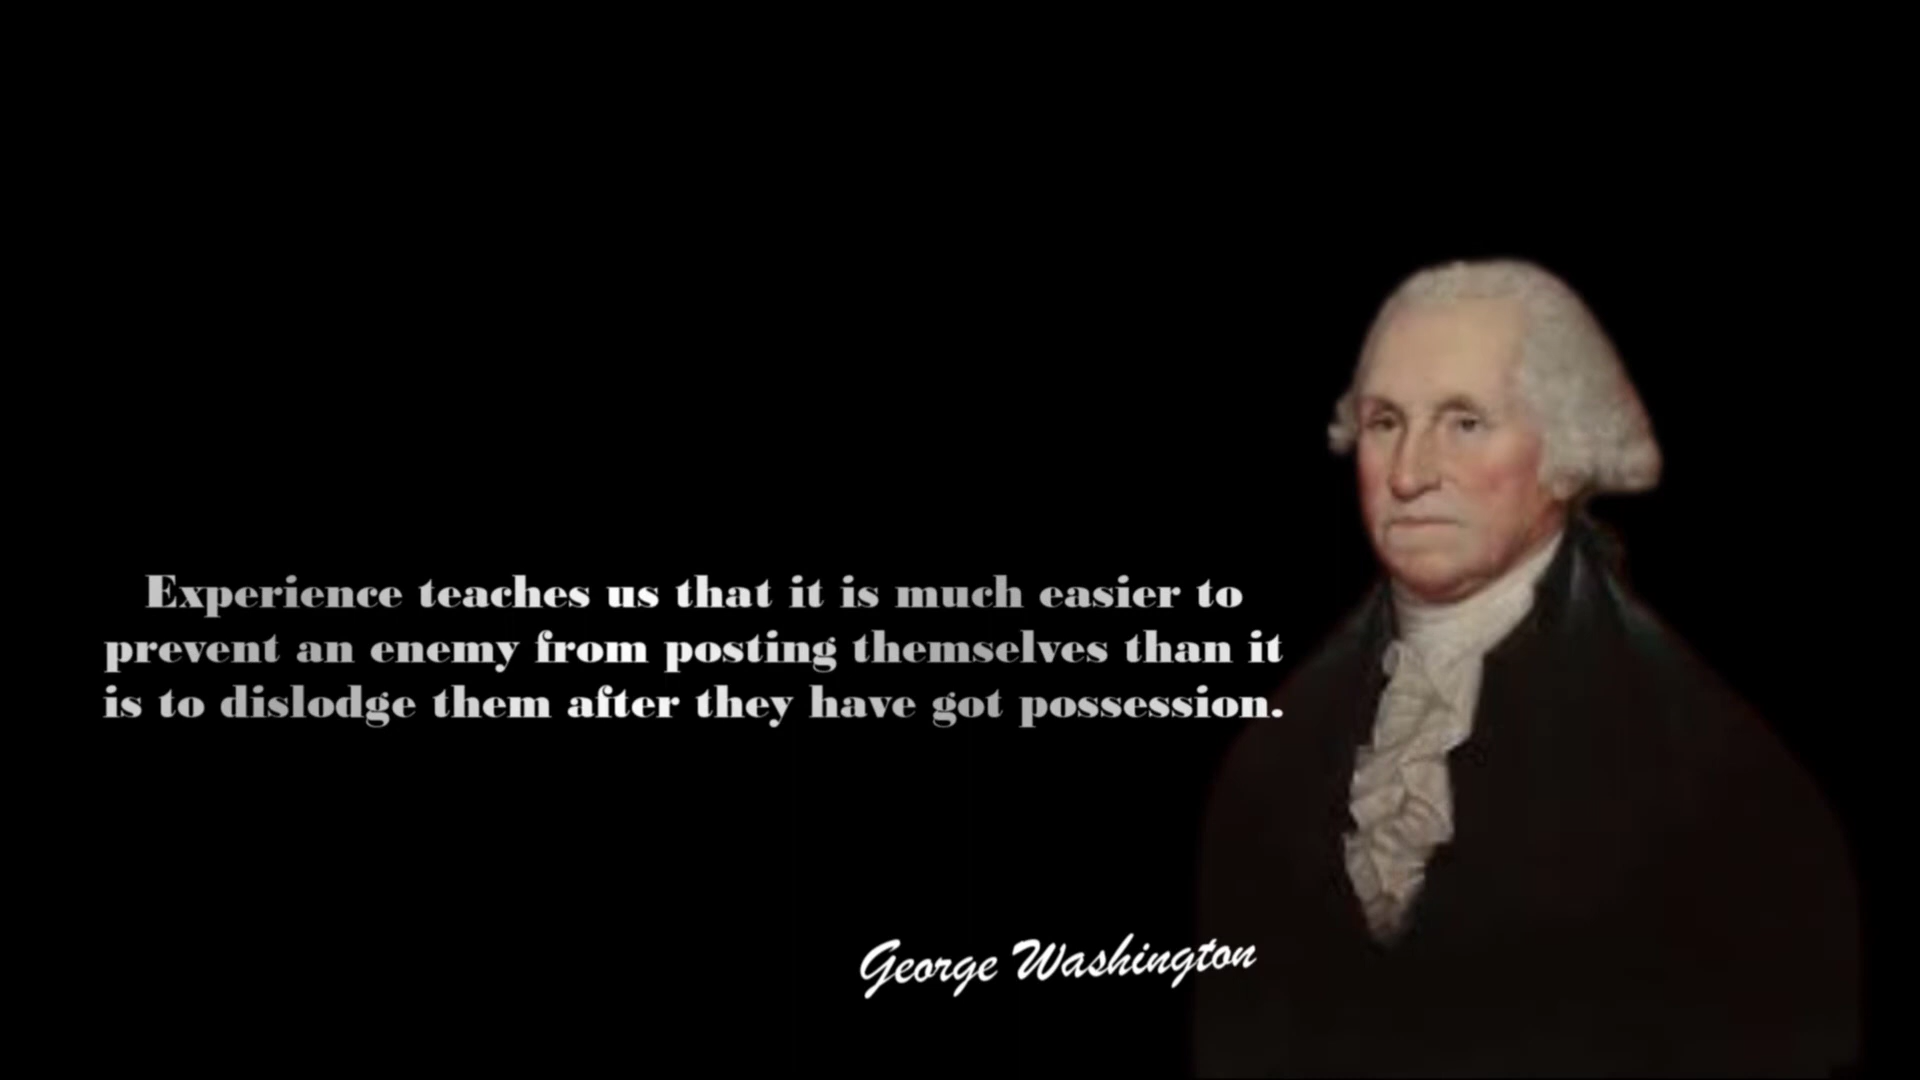 Experience teaches us that it is much easier to
prevent an enemy from posting themselves than it
is to dislodge them after they have got possession.
George Washington